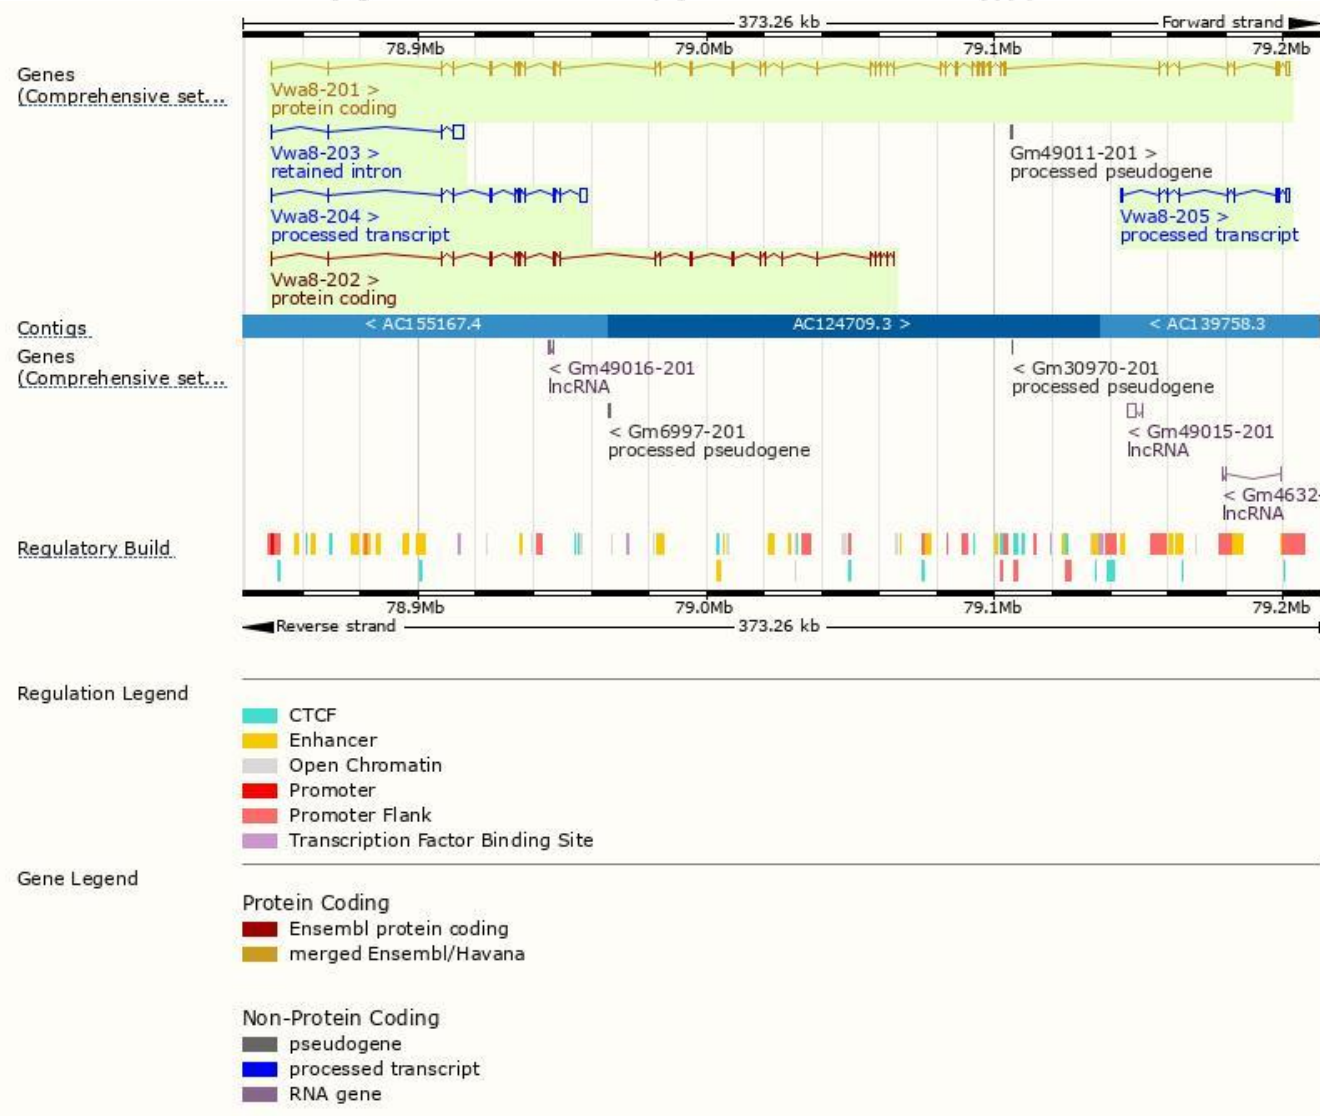 373.26 kb
Forward strand
78.9Mb 79.0Mb 79.1Mb 79.2Mb
Genes
(Comprehensive set...
Vwa8-201 >
protein coding
Vwa8-203 >
retained intron
Gm49011-201 >
processed pseudogene
Vwa8-204 >
processed transcript
Vwa8-205 >
processed transcript
Vwa8-202 >
protein coding
Contigs
< AC155167.4 AC124709.3 > < AC139758.3
Genes
(Comprehensive set...
< Gm49016-201
lncRNA
< Gm30970-201
processed pseudogene
< Gm6997-201
processed pseudogene
< Gm49015-201
lncRNA
< Gm4632-
lncRNA
Regulatory Build
78.9Mb 79.0Mb 79.1Mb 79.2Mb
Reverse strand
373.26 kb
Regulation Legend
CTCF
Enhancer
Open Chromatin
Promoter
Promoter Flank
Transcription Factor Binding Site
Gene Legend
Protein Coding
Ensembl protein coding
merged Ensembl/Havana
Non-Protein Coding
pseudogene
processed transcript
RNA gene